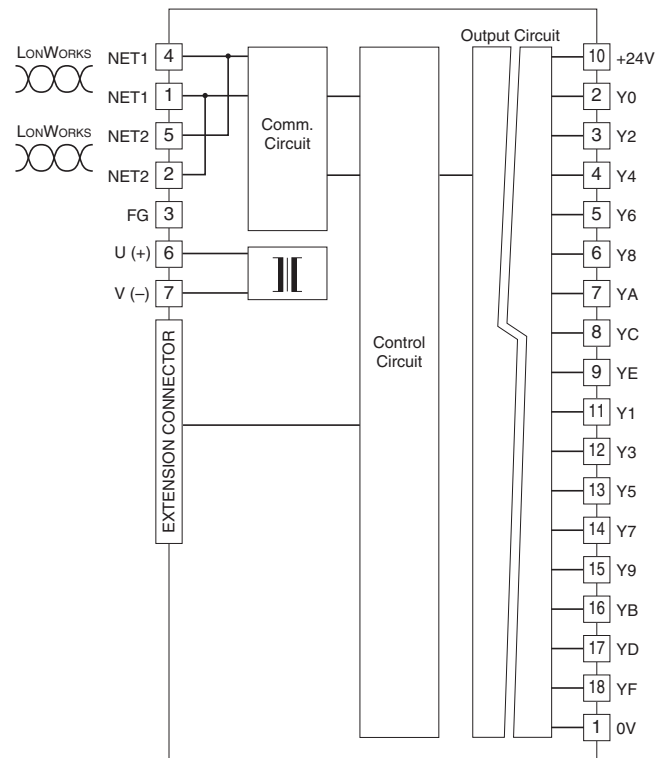 LONWORKS
NET1 4
NET1 1
LONWORKS
NET2 5
NET2 2
FG 3
U (+) 6
V (–) 7
EXTENSION CONNECTOR
Comm.
Circuit
Control
Circuit
Output Circuit
10 +24V
2 Y0
3 Y2
4 Y4
5 Y6
6 Y8
7 YA
8 YC
9 YE
11 Y1
12 Y3
13 Y5
14 Y7
15 Y9
16 YB
17 YD
18 YF
1 0V